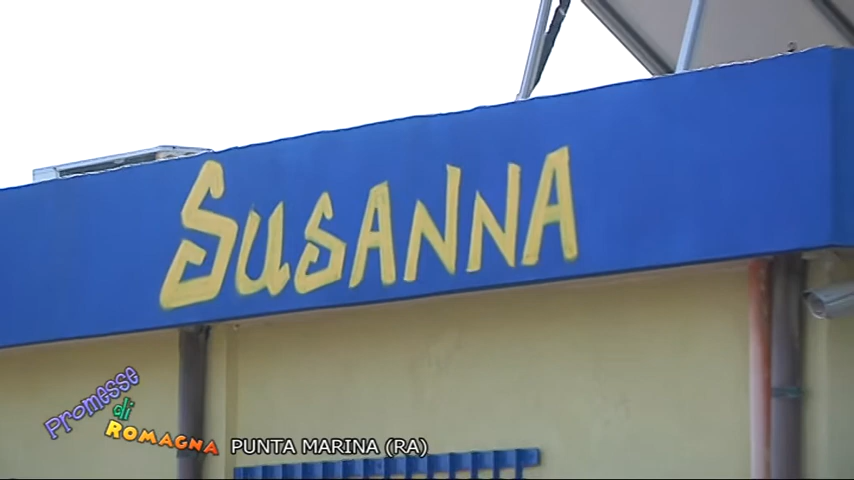 SUSANNA
Promesse
di
ROMAGNA
PUNTA MARINA (RA)